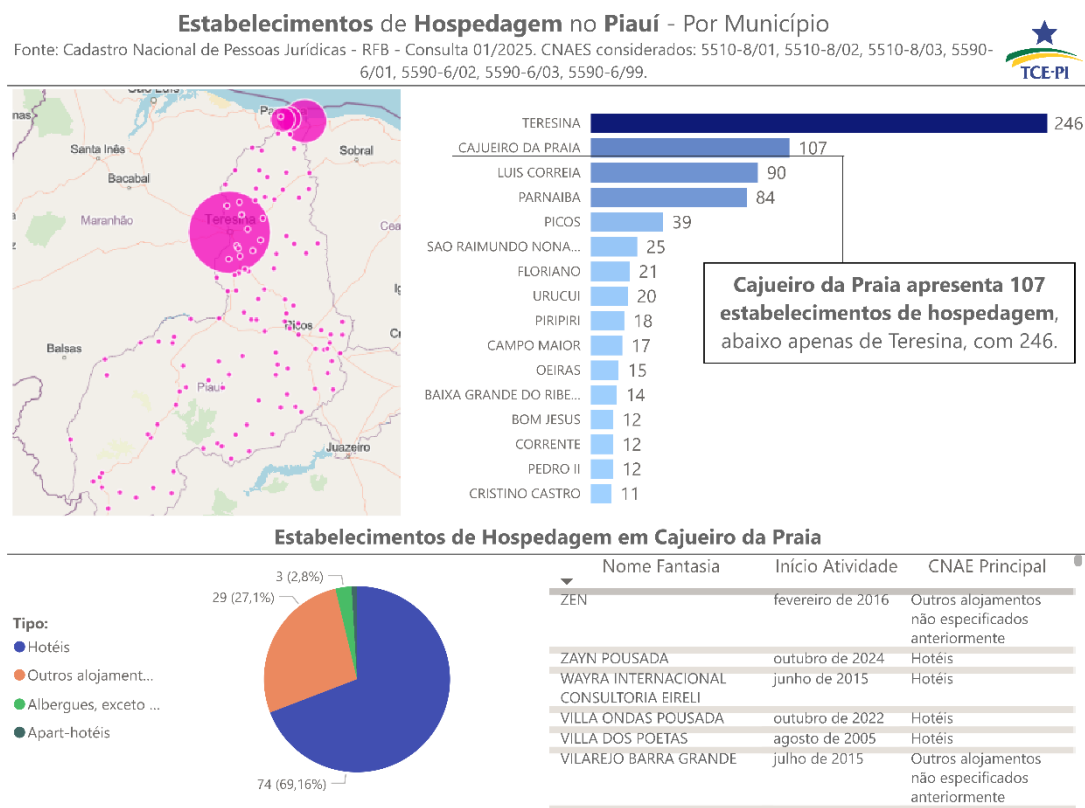 Estabelecimentos de Hospedagem no Piauí - Por Município
Fonte: Cadastro Nacional de Pessoas Jurídicas - RFB - Consulta 01/2025. CNAES considerados: 5510-8/01, 5510-8/02, 5510-8/03, 5590-
6/01, 5590-6/02, 5590-6/03, 5590-6/99.
TCE-PI
Santa Inês
Bacabal
Sobral
Maranhão
Teresina
Picos
Balsas
Piauí
Juazeiro
TERESINA 246
CAJUEIRO DA PRAIA 107
LUIS CORREIA 90
PARNAIBA 84
PICOS 39
SAO RAIMUNDO NONA... 25
FLORIANO 21
URUCUI 20
PIRIPIRI 18
CAMPO MAIOR 17
OEIRAS 15
BAIXA GRANDE DO RIBE... 14
BOM JESUS 12
CORRENTE 12
PEDRO II 12
CRISTINO CASTRO 11
Cajueiro da Praia apresenta 107
estabelecimentos de hospedagem,
abaixo apenas de Teresina, com 246.
Estabelecimentos de Hospedagem em Cajueiro da Praia
Tipo:
Hotéis
Outros alojament...
Albergues, exceto ...
Apart-hotéis
3 (2,8%)
29 (27,1%)
74 (69,16%)
Nome Fantasia Início Atividade CNAE Principal
ZEN fevereiro de 2016 Outros alojamentos
não especificados
anteriormente
ZAYN POUSADA outubro de 2024 Hotéis
WAYRA INTERNACIONAL junho de 2015 Hotéis
CONSULTORIA EIRELI
VILLA ONDAS POUSADA outubro de 2022 Hotéis
VILLA DOS POETAS agosto de 2005 Hotéis
VILAREJO BARRA GRANDE julho de 2015 Outros alojamentos
não especificados
anteriormente